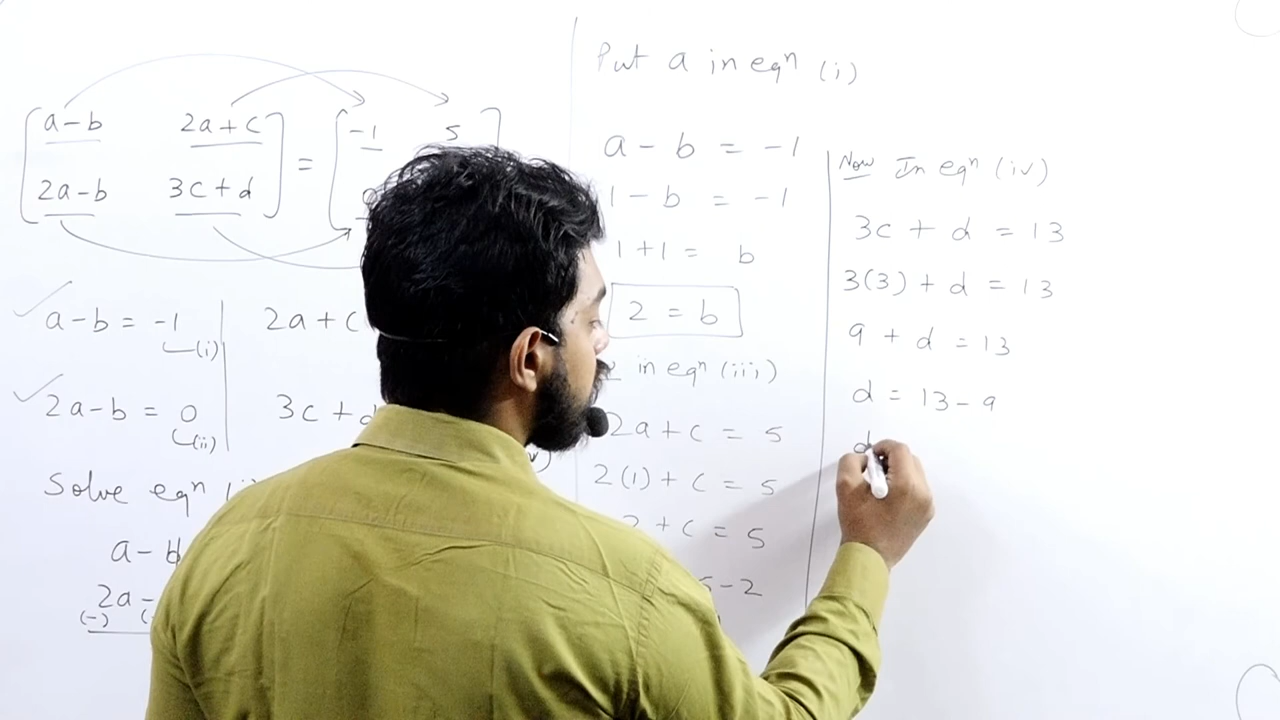 a-b 2a+c = -1 5
2a-b 3c+d
a-b = -1 (i)
2a+c
2a-b = 0 (ii)
3c+d
Solve eqn
a-b
2a-
(-)
Put a in eqn (i)
a - b = -1
1 - b = -1
1+1 = b
2 = b
in eqn (iii)
2a+c = 5
2(1)+c = 5
2+c = 5
5-2
Now In eqn (iv)
3c + d = 13
3(3) + d = 13
9 + d = 13
d = 13-9
d